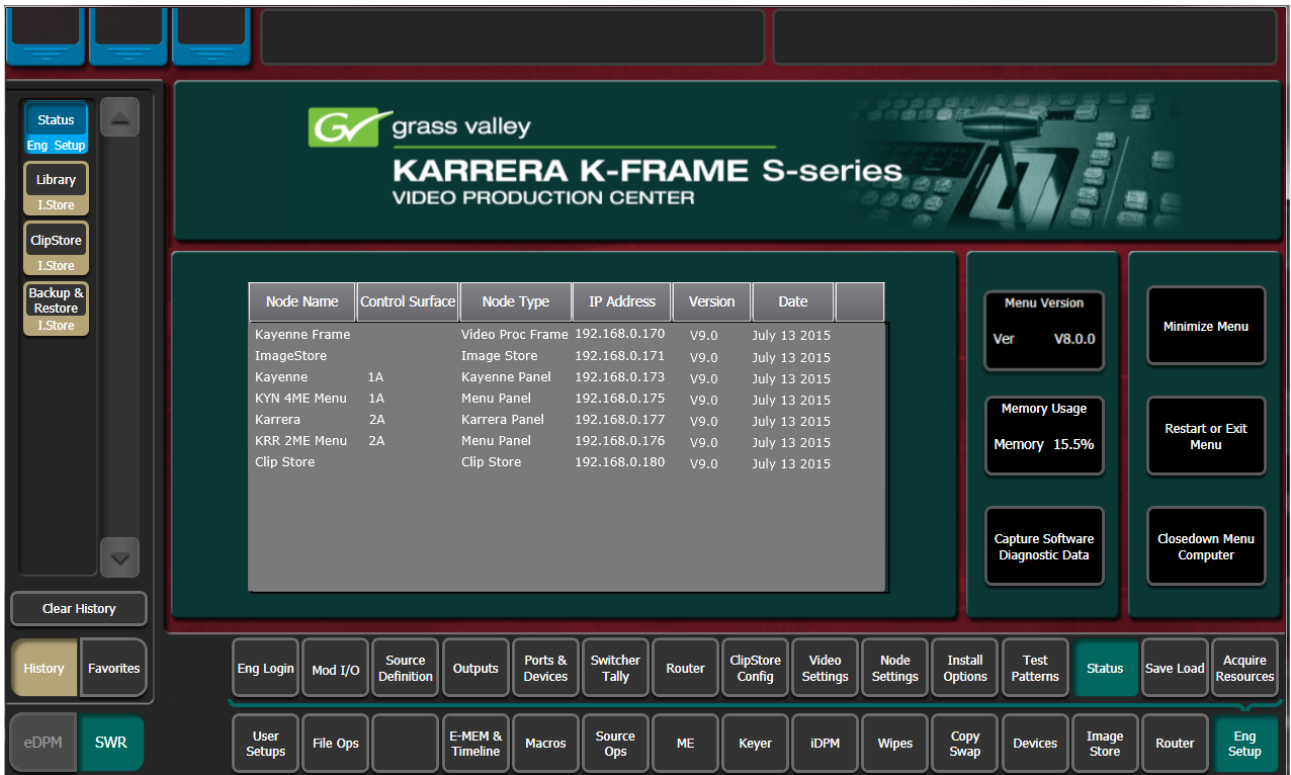 Status
Eng Setup
Library
I.Store
ClipStore
I.Store
Backup &
Restore
I.Store
Clear History
History Favorites
eDPM SWR
GV grass valley
KARRERA K-FRAME S-series
VIDEO PRODUCTION CENTER
Node Name Control Surface Node Type IP Address Version Date
Kayenne Frame Video Proc Frame 192.168.0.170 V9.0 July 13 2015
ImageStore Image Store 192.168.0.171 V9.0 July 13 2015
Kayenne 1A Kayenne Panel 192.168.0.173 V9.0 July 13 2015
KYN 4ME Menu 1A Menu Panel 192.168.0.175 V9.0 July 13 2015
Karrera 2A Karrera Panel 192.168.0.177 V9.0 July 13 2015
KRR 2ME Menu 2A Menu Panel 192.168.0.176 V9.0 July 13 2015
Clip Store Clip Store 192.168.0.180 V9.0 July 13 2015
Menu Version
Ver V8.0.0
Memory Usage
Memory 15.5%
Capture Software
Diagnostic Data
Minimize Menu
Restart or Exit
Menu
Closedown Menu
Computer
Eng Login
Mod I/O
Source
Definition
Outputs
Ports &
Devices
Switcher
Tally
Router
ClipStore
Config
Video
Settings
Node
Settings
Install
Options
Test
Patterns
Status
Save Load
Acquire
Resources
User
Setups
File Ops
E-MEM &
Timeline
Macros
Source
Ops
ME
Keyer
iDPM
Wipes
Copy
Swap
Devices
Image
Store
Router
Eng
Setup